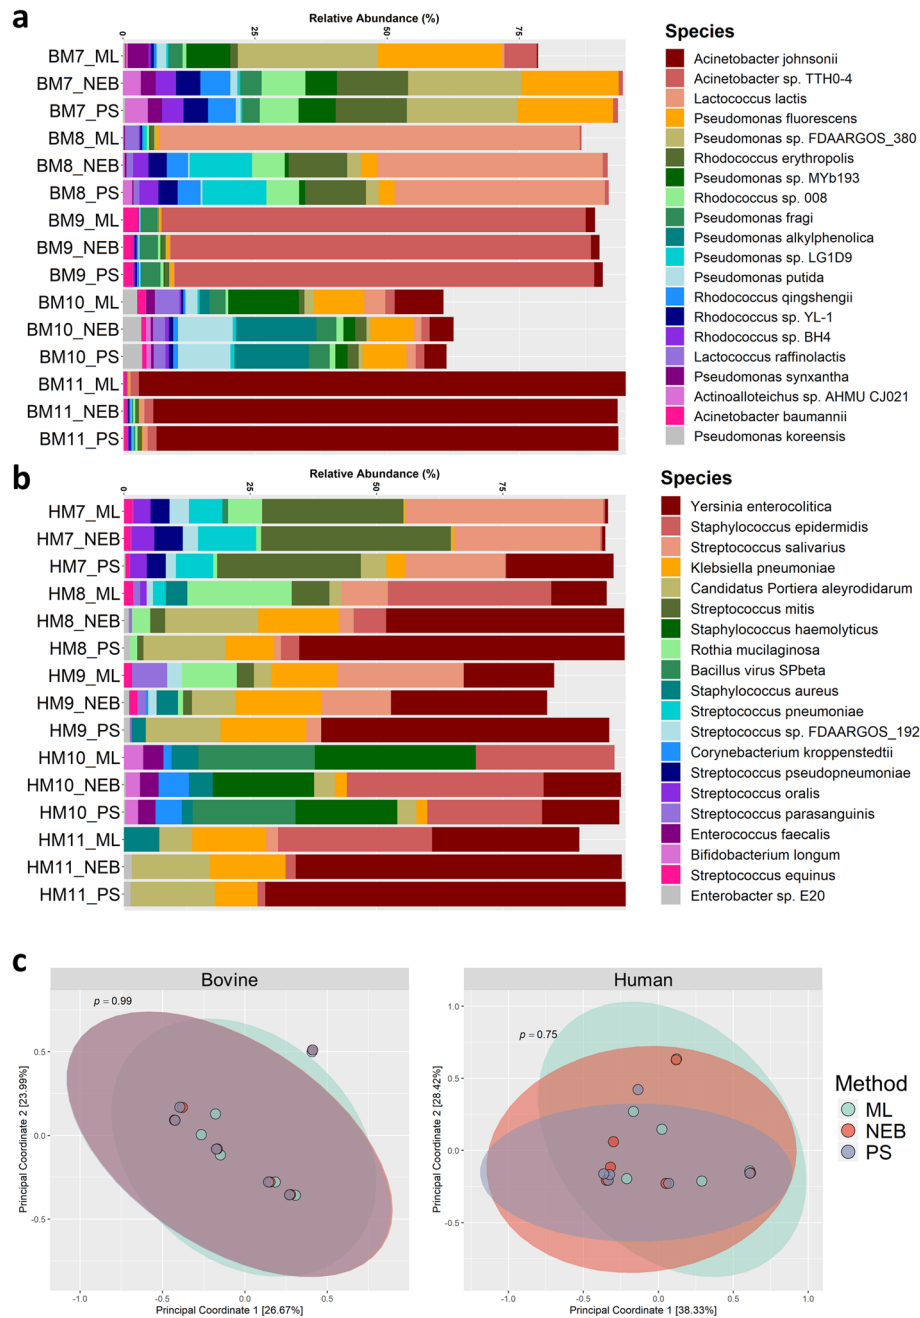 a
Relative Abundance (%)
0 25 50 75
BM7_ML
BM7_NEB
BM7_PS
BM8_ML
BM8_NEB
BM8_PS
BM9_ML
BM9_NEB
BM9_PS
BM10_ML
BM10_NEB
BM10_PS
BM11_ML
BM11_NEB
BM11_PS
Species
Acinetobacter johnsonii
Acinetobacter sp. TTH0-4
Lactococcus lactis
Pseudomonas fluorescens
Pseudomonas sp. FDAARGOS_380
Rhodococcus erythropolis
Pseudomonas sp. MYb193
Rhodococcus sp. 008
Pseudomonas fragi
Pseudomonas alkylphenolica
Pseudomonas sp. LG1D9
Pseudomonas putida
Rhodococcus qingshengii
Rhodococcus sp. YL-1
Rhodococcus sp. BH4
Lactococcus raffinolactis
Pseudomonas synxantha
Actinoalloteichus sp. AHMU CJ021
Acinetobacter baumannii
Pseudomonas koreensis
b
Relative Abundance (%)
0 25 50 75
HM7_ML
HM7_NEB
HM7_PS
HM8_ML
HM8_NEB
HM8_PS
HM9_ML
HM9_NEB
HM9_PS
HM10_ML
HM10_NEB
HM10_PS
HM11_ML
HM11_NEB
HM11_PS
Species
Yersinia enterocolitica
Staphylococcus epidermidis
Streptococcus salivarius
Klebsiella pneumoniae
Candidatus Portiera aleyrodidarum
Streptococcus mitis
Staphylococcus haemolyticus
Rothia mucilaginosa
Bacillus virus SPbeta
Staphylococcus aureus
Streptococcus pneumoniae
Streptococcus sp. FDAARGOS_192
Corynebacterium kroppenstedtii
Streptococcus pseudopneumoniae
Streptococcus oralis
Streptococcus parasanguinis
Enterococcus faecalis
Bifidobacterium longum
Streptococcus equinus
Enterobacter sp. E20
c
Bovine
p = 0.99
Principal Coordinate 2 [23.99%]
0.5
0.0
-0.5
-1.0 -0.5 0.0 0.5
Principal Coordinate 1 [26.67%]
Human
p = 0.75
Principal Coordinate 2 [28.42%]
1.0
0.5
0.0
-0.5
-1.0 -0.5 0.0 0.5 1.0
Principal Coordinate 1 [38.33%]
Method
ML
NEB
PS